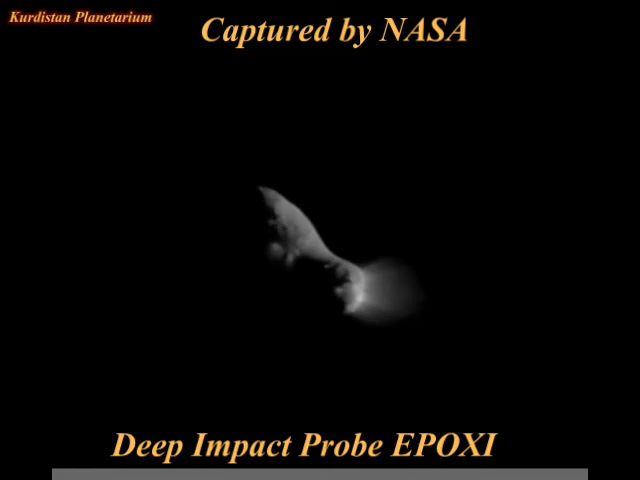 Kurdistan Planetarium
Captured by NASA
Deep Impact Probe EPOXI